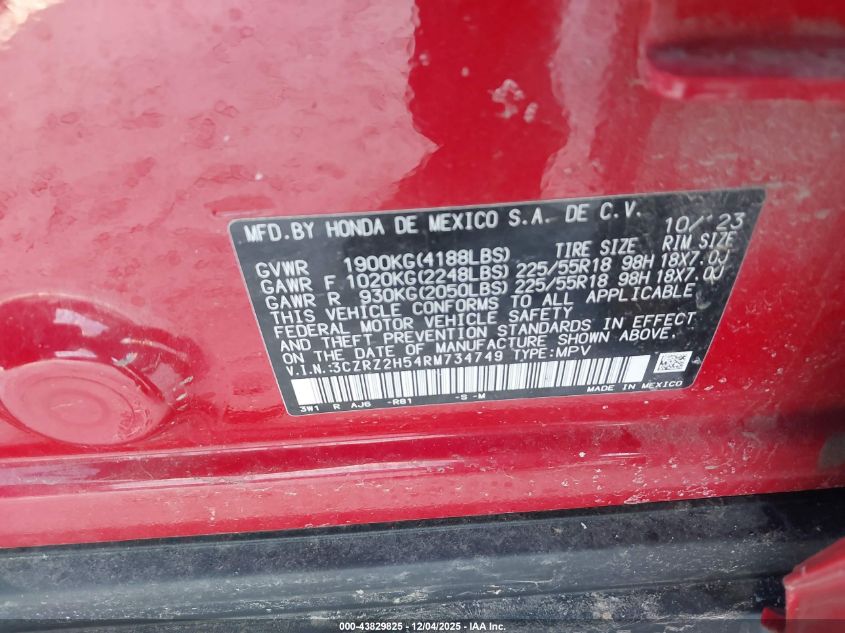 MFD.BY HONDA DE MEXICO S.A. DE C.V. 10/'23
TIRE SIZE RIM SIZE
GVWR 1900KG(4188LBS)
GAWR F 1020KG(2248LBS) 225/55R18 98H 18X7.0J
GAWR R 930KG(2050LBS) 225/55R18 98H 18X7.0J
THIS VEHICLE CONFORMS TO ALL APPLICABLE
FEDERAL MOTOR VEHICLE SAFETY
AND THEFT PREVENTION STANDARDS IN EFFECT
ON THE DATE OF MANUFACTURE SHOWN ABOVE.
V.I.N.:3CZRZ2H54RM734749 TYPE:MPV
MADE IN MEXICO
3W1 R AJ6 -R81 -S -M
000-43829825 - 12/04/2025 - IAA, Inc.